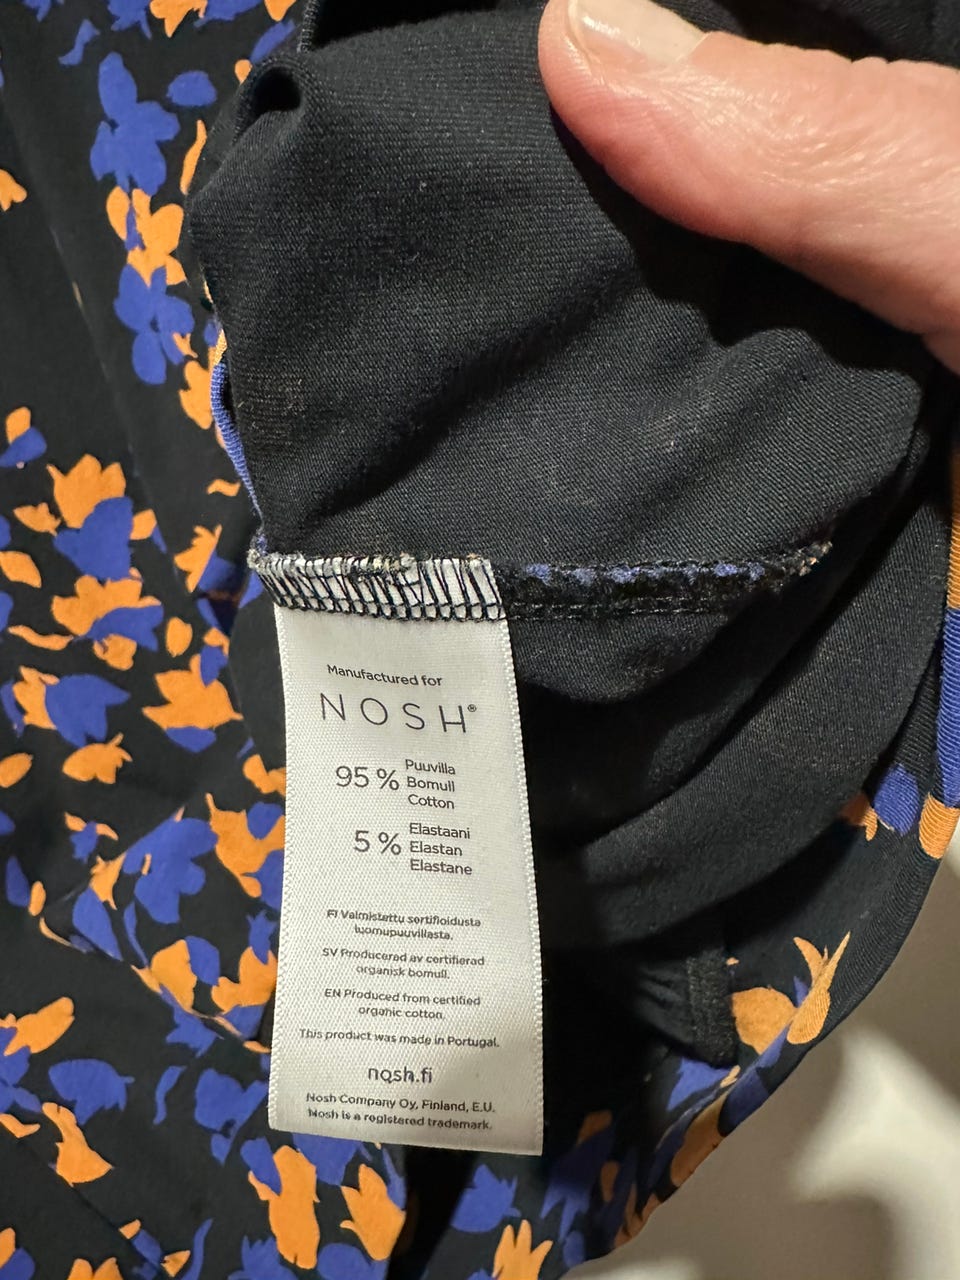 Manufactured for
NOSH®
95 % Puuvilla
Bomull
Cotton
5 % Elastaani
Elastan
Elastane
FI Valmistettu sertifioidusta
luomupuuvillasta.
SV Producerad av certifierad
organisk bomull.
EN Produced from certified
organic cotton.
This product was made in Portugal.
nosh.fi
Nosh Company Oy, Finland, E.U.
Nosh is a registered trademark.